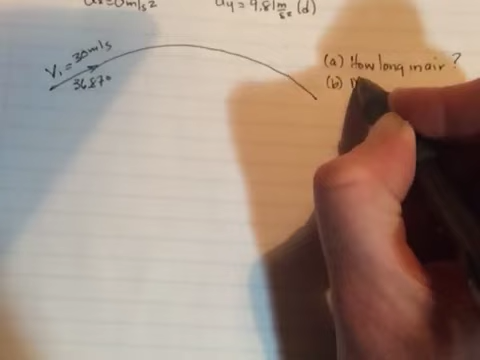 ax = 0 m/s2 ay = 9.81 m/s2 (d)
V1 = 30 m/s
36.87°
(a) How long in air?
(b)